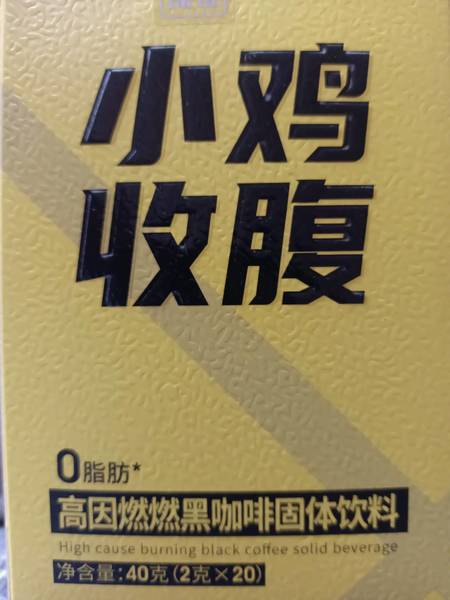 小鸡
收腹
0脂肪*
高因燃燃黑咖啡固体饮料
High cause burning black coffee solid beverage
净含量:40克(2克×20)